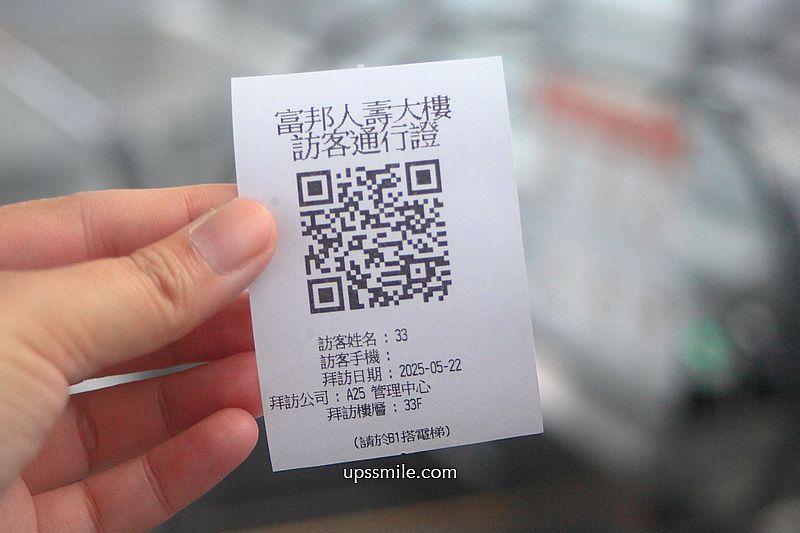 富邦人壽大樓
訪客通行證
訪客姓名：33
訪客手機：
拜訪日期：2025-05-22
拜訪公司：A25 管理中心
拜訪樓層：33F
(請於B1搭電梯)
upssmile.com